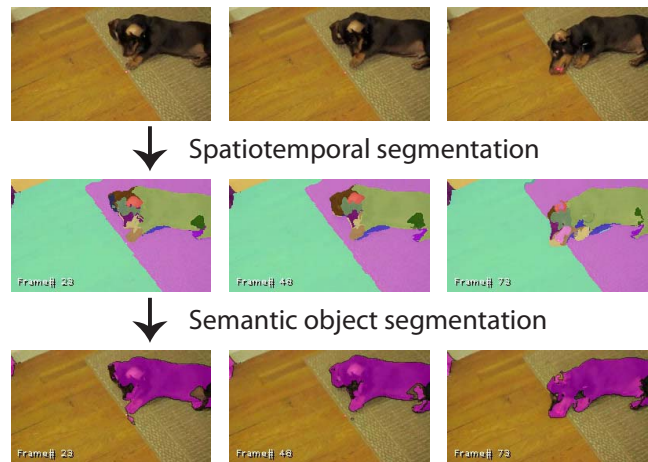 Spatiotemporal segmentation
Frame# 23
Frame# 48
Frame# 73
Semantic object segmentation
Frame# 23
Frame# 48
Frame# 73